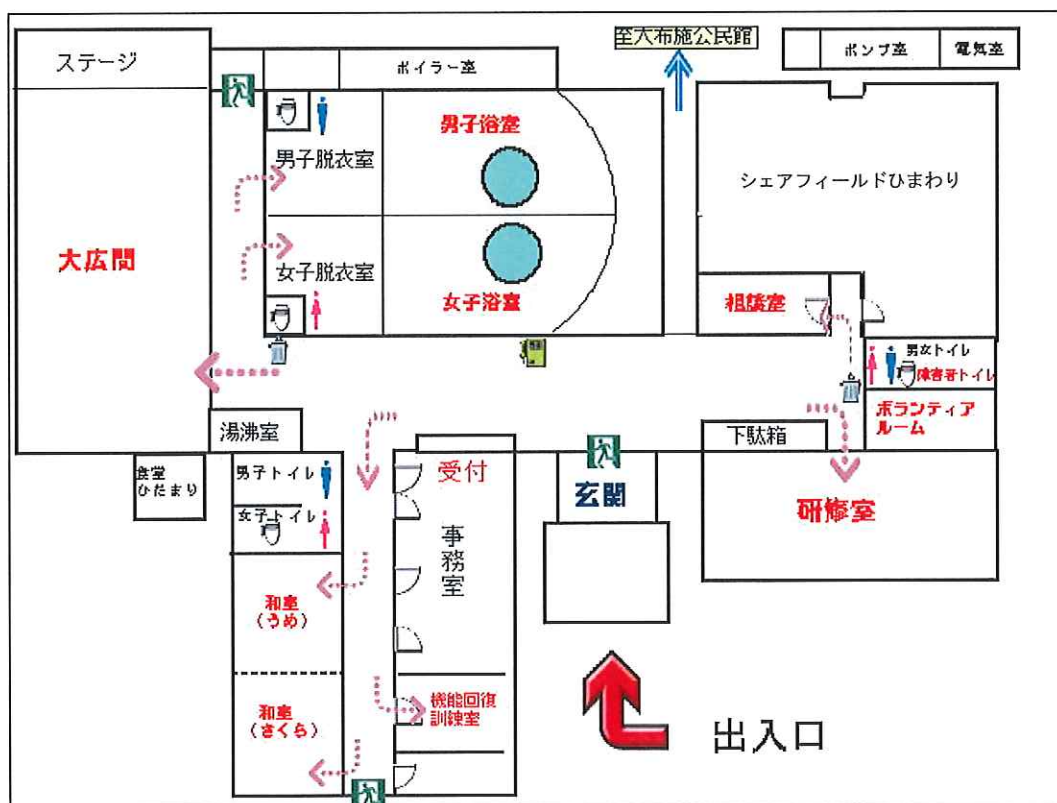 至大布施公民館
ステージ
ボイラー室
ポンプ室
電気室
男子浴室
男子脱衣室
シェアフィールドひまわり
大広間
女子脱衣室
女子浴室
相談室
男女トイレ
障害者トイレ
ボランティア
ルーム
湯沸室
下駄箱
食堂
ひだまり
男子トイレ
受付
玄関
研修室
女子トイレ
事務室
和室
(うめ)
和室
(さくら)
機能回復
訓練室
出入口